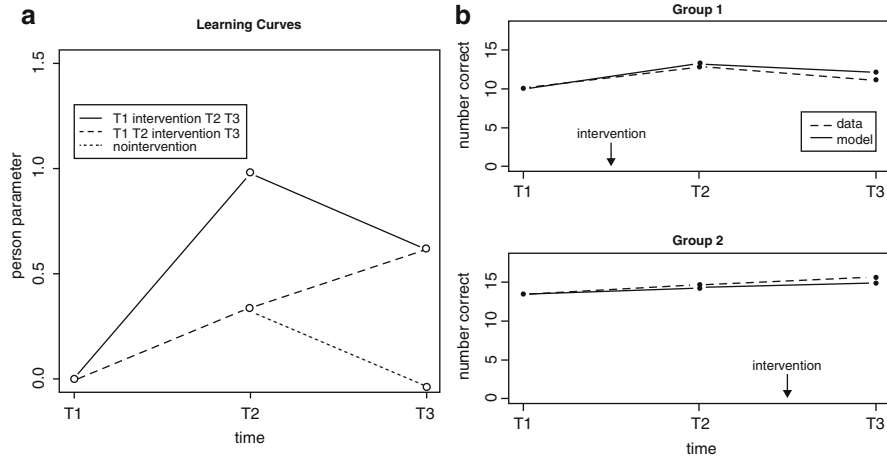 a
Learning Curves
person parameter
1.5
1.0
0.5
0.0
T1 intervention T2 T3
T1 T2 intervention T3
nointervention
T1 T2 T3
time
b
Group 1
number correct
15
10
5
0
intervention
data
model
T1 T2 T3
Group 2
number correct
15
10
5
0
intervention
T1 T2 T3
time